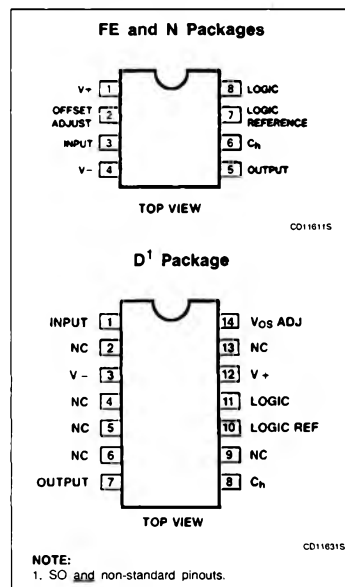 FE and N Packages
V+ 1 8 LOGIC
OFFSET ADJUST 2 7 LOGIC REFERENCE
INPUT 3 6 Ch
V- 4 5 OUTPUT
TOP VIEW
CD11611S
D1 Package
INPUT 1 14 VOS ADJ
NC 2 13 NC
V - 3 12 V +
NC 4 11 LOGIC
NC 5 10 LOGIC REF
NC 6 9 NC
OUTPUT 7 8 Ch
TOP VIEW
CD11631S
NOTE:
1. SO and non-standard pinouts.